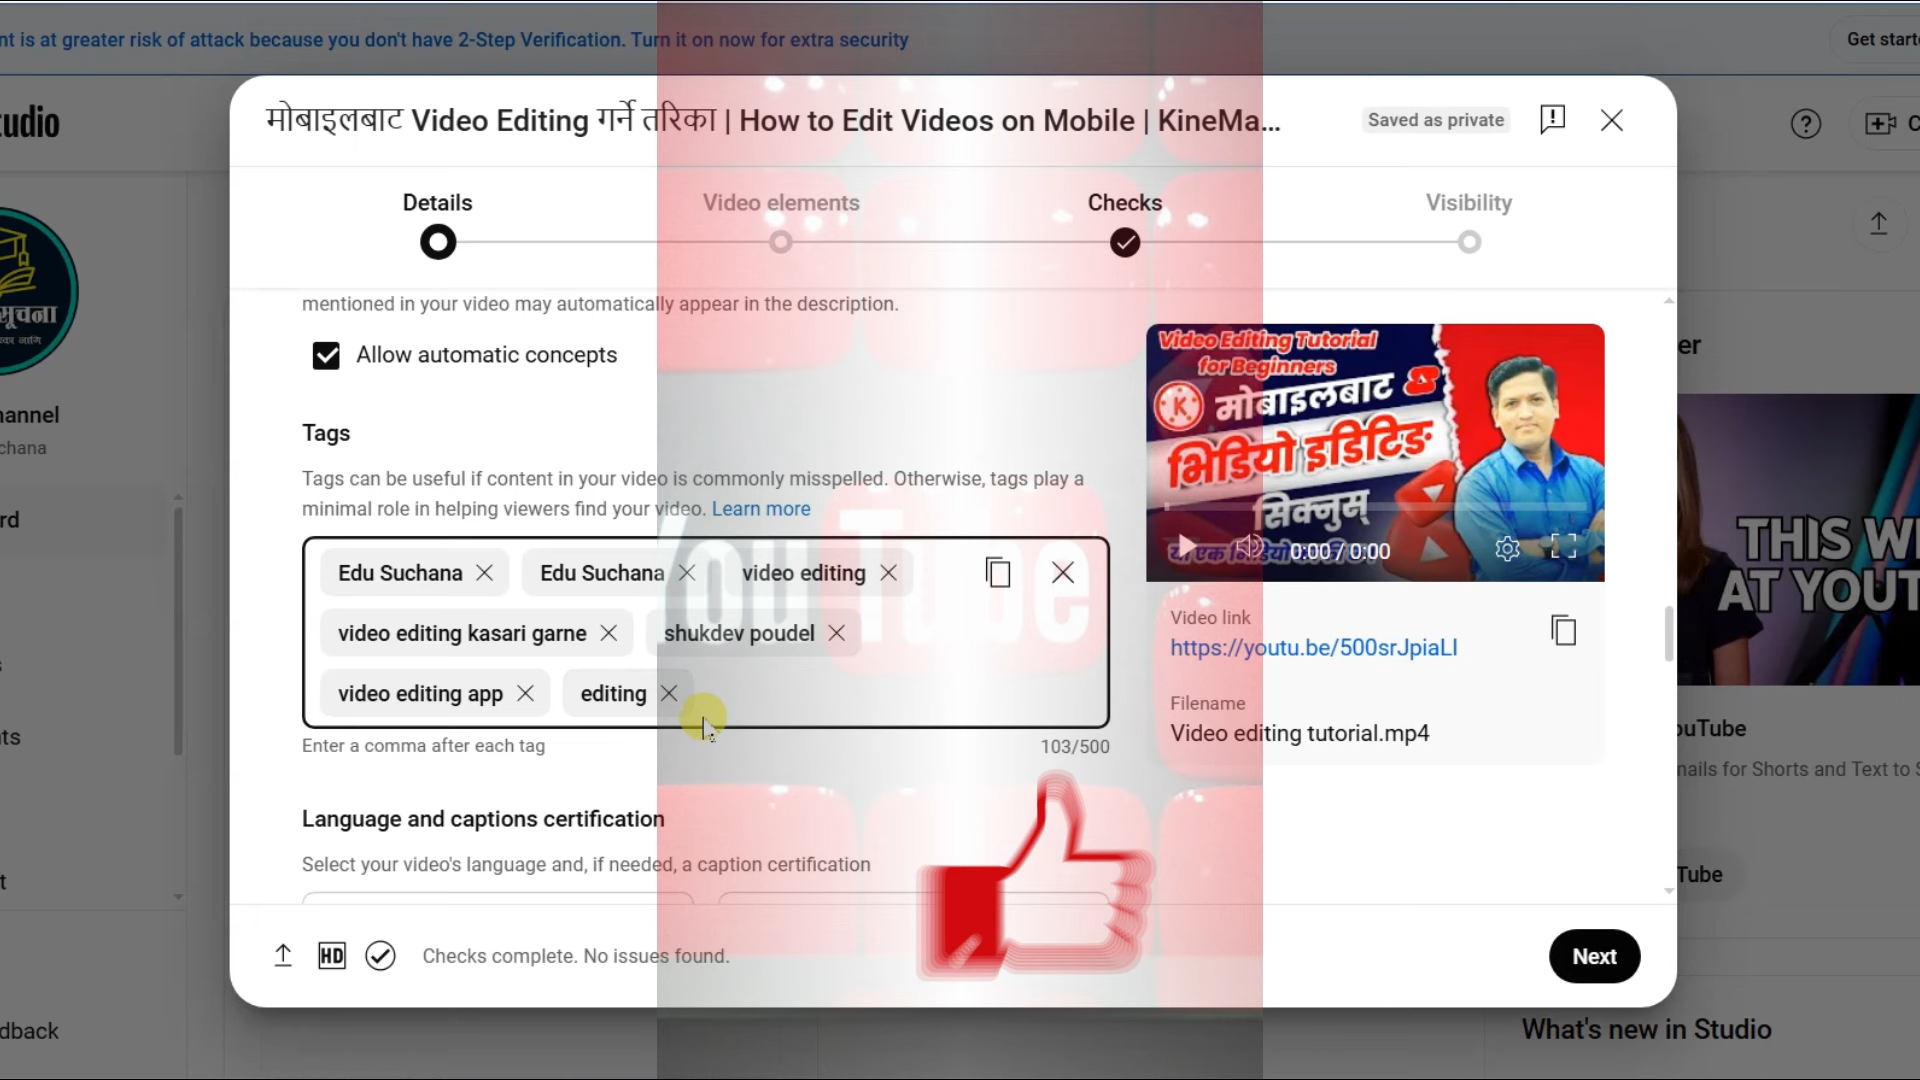 nt is at greater risk of attack because you don't have 2-Step Verification. Turn it on now for extra security
Get start
udio
मोबाइलबाट Video Editing गर्ने तरिका | How to Edit Videos on Mobile | KineMa...
Saved as private
Details
Video elements
Checks
Visibility
mentioned in your video may automatically appear in the description.
Allow automatic concepts
Tags
Tags can be useful if content in your video is commonly misspelled. Otherwise, tags play a
minimal role in helping viewers find your video. Learn more
Edu Suchana
Edu Suchana
video editing
video editing kasari garne
shukdev poudel
video editing app
editing
Enter a comma after each tag
103/500
Language and captions certification
Select your video's language and, if needed, a caption certification
HD
Checks complete. No issues found.
Next
Video Editing Tutorial
for Beginners
K
मोबाइलबाट
भिडियो इडिटिङ
सिक्नुस्
0:00 / 0:00
Video link
https://youtu.be/500srJpiaLI
Filename
Video editing tutorial.mp4
YouTube
सूचना
hannel
chana
rd
ts
t
dback
er
THIS WE
AT YOUT
ouTube
nails for Shorts and Text to S
Tube
What's new in Studio